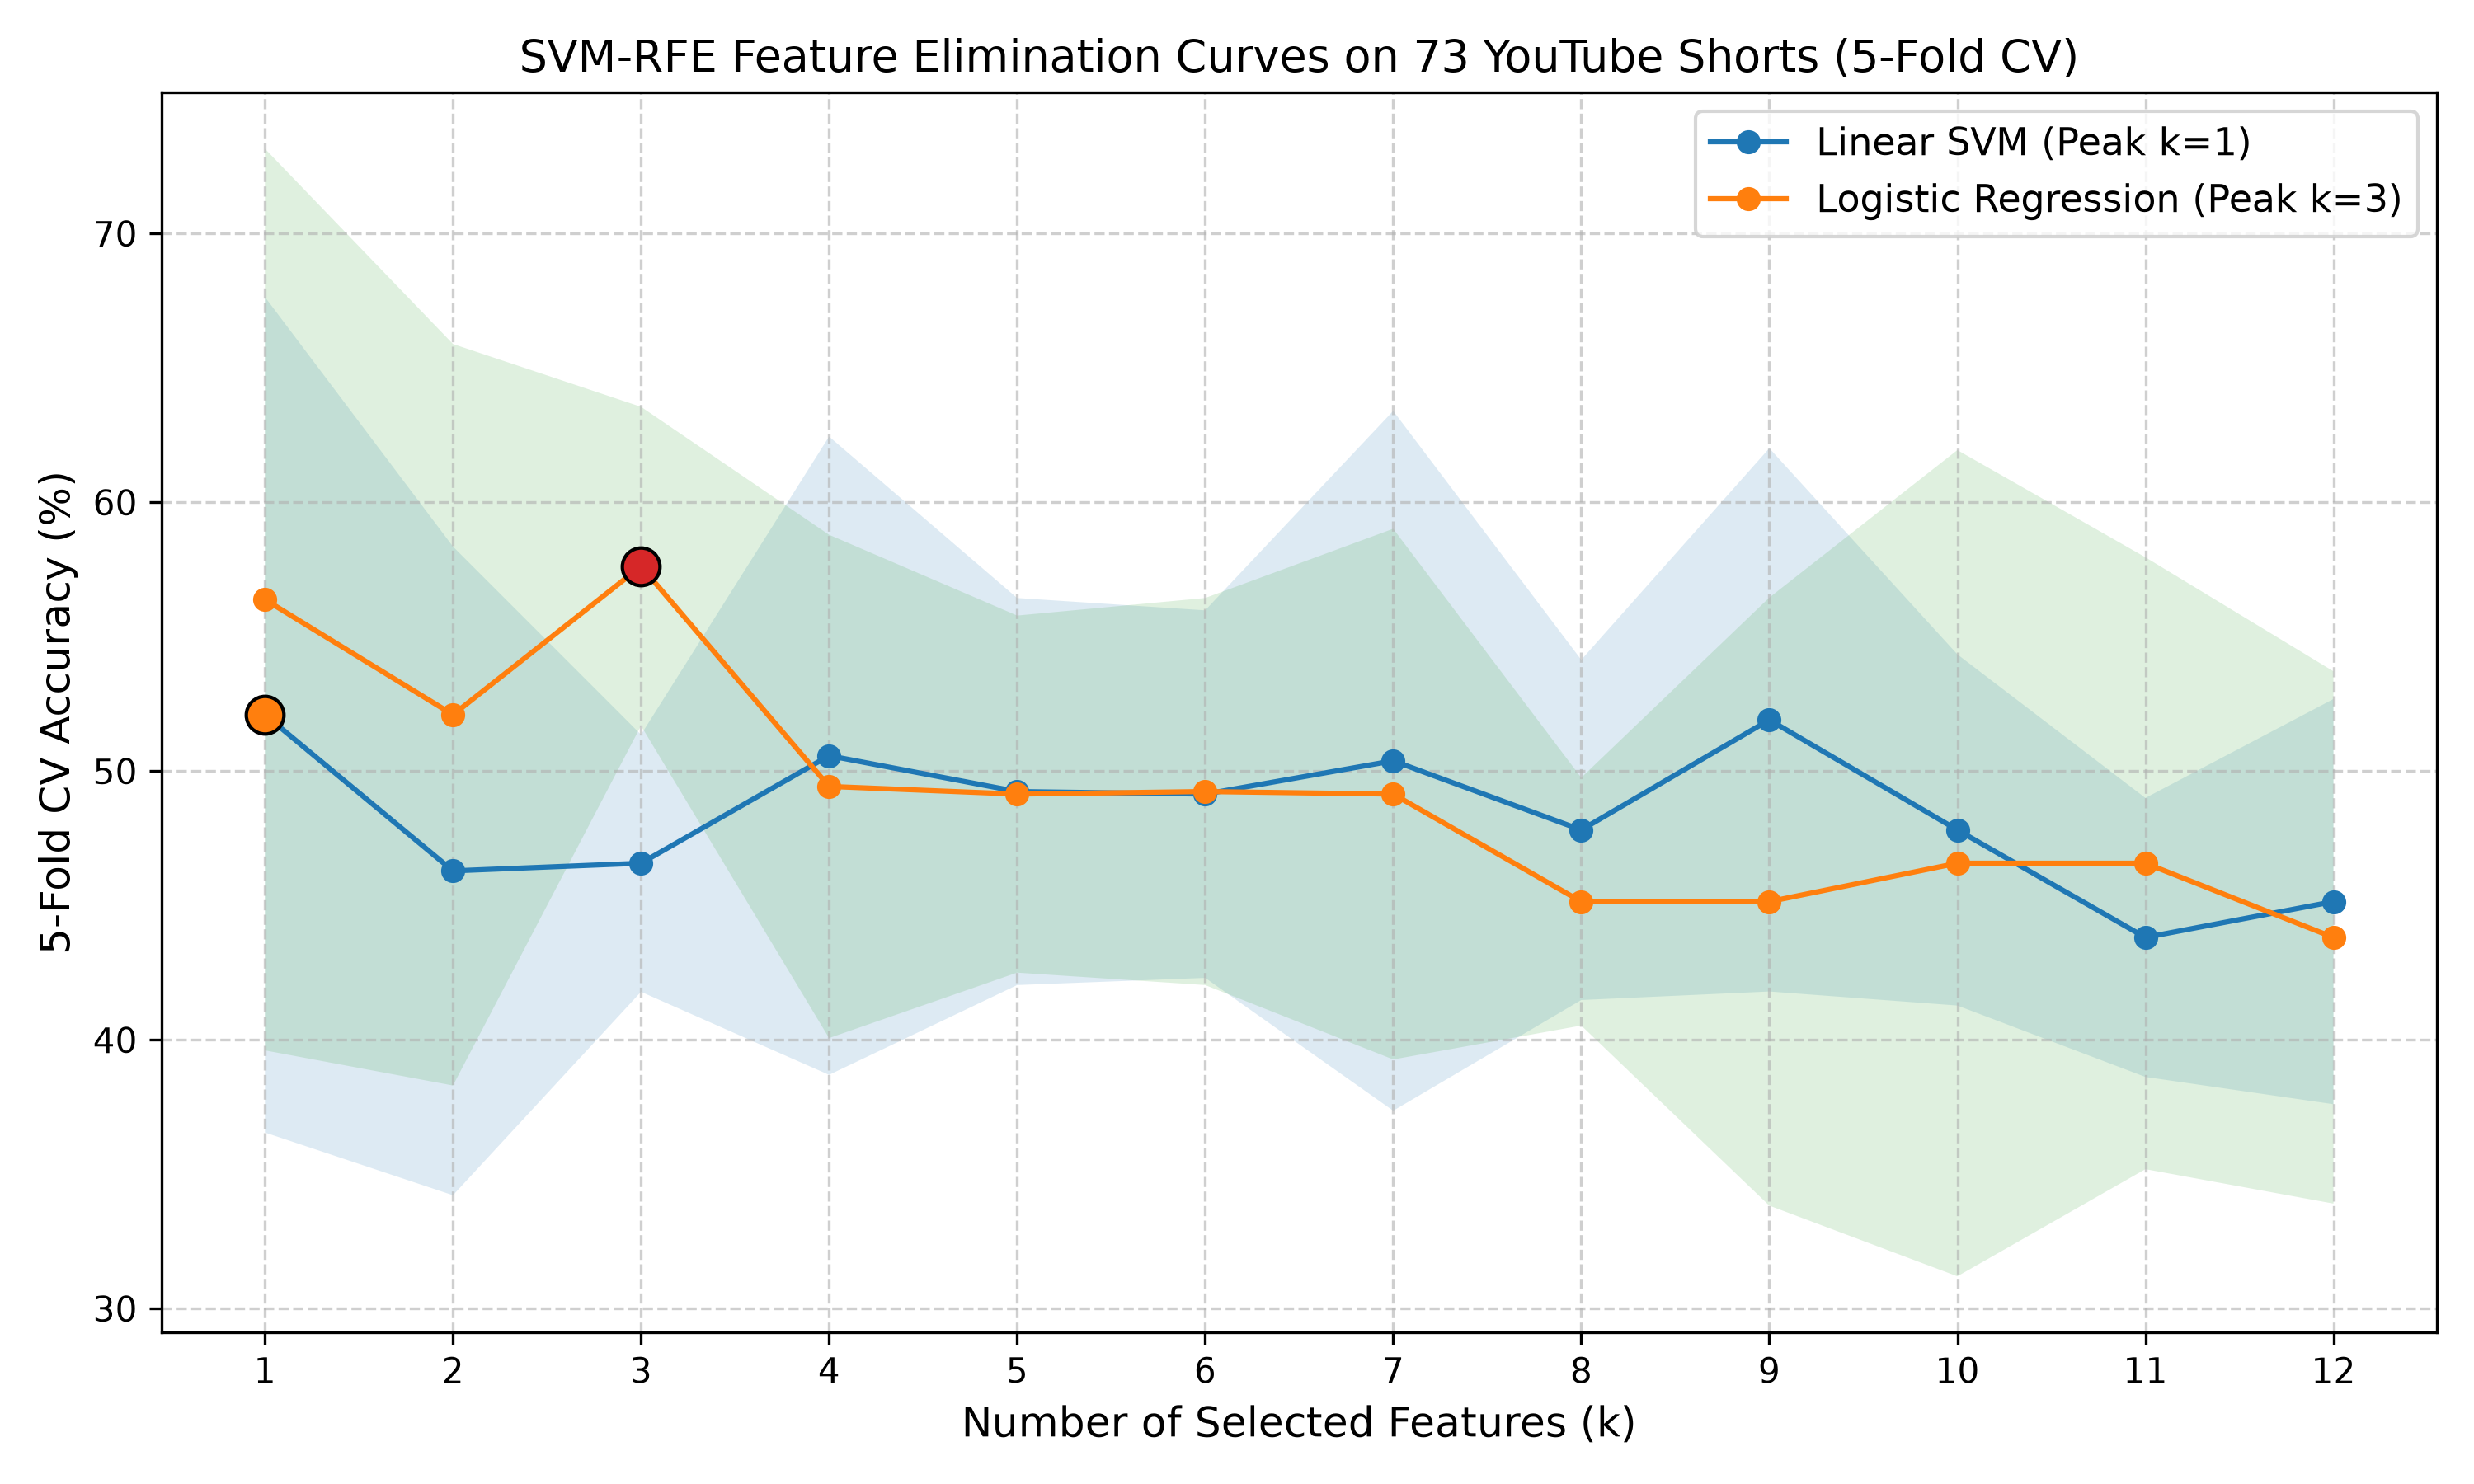 SVM-RFE Feature Elimination Curves on 73 YouTube Shorts (5-Fold CV)
Linear SVM (Peak k=1)
Logistic Regression (Peak k=3)
5-Fold CV Accuracy (%)
70
60
50
40
30
1 2 3 4 5 6 7 8 9 10 11 12
Number of Selected Features (k)